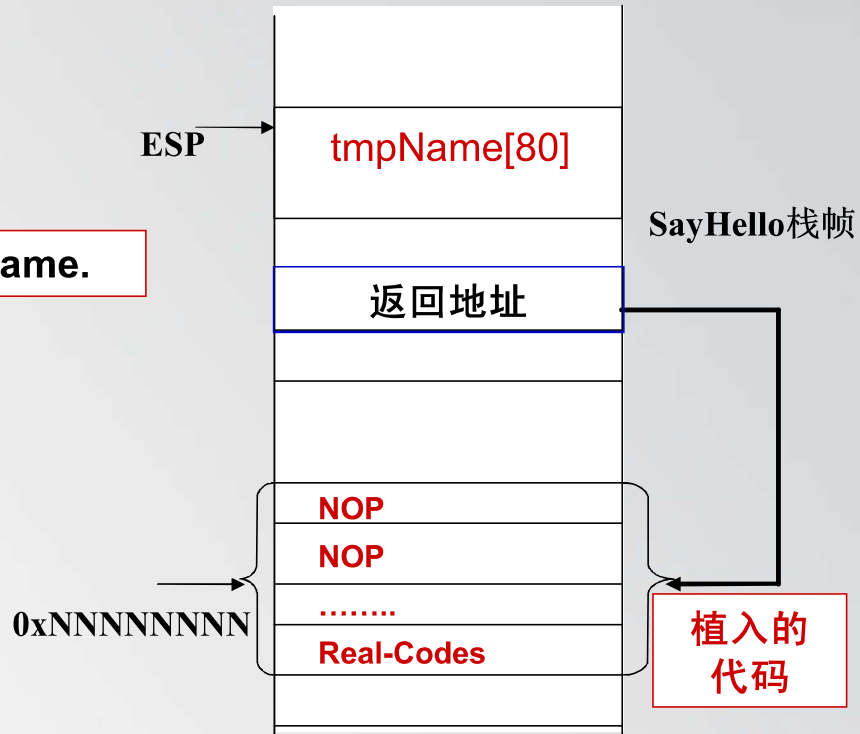 ESP
tmpName[80]
SayHello栈帧
ame.
返回地址
NOP
NOP
........
0xNNNNNNNN
Real-Codes
植入的
代码